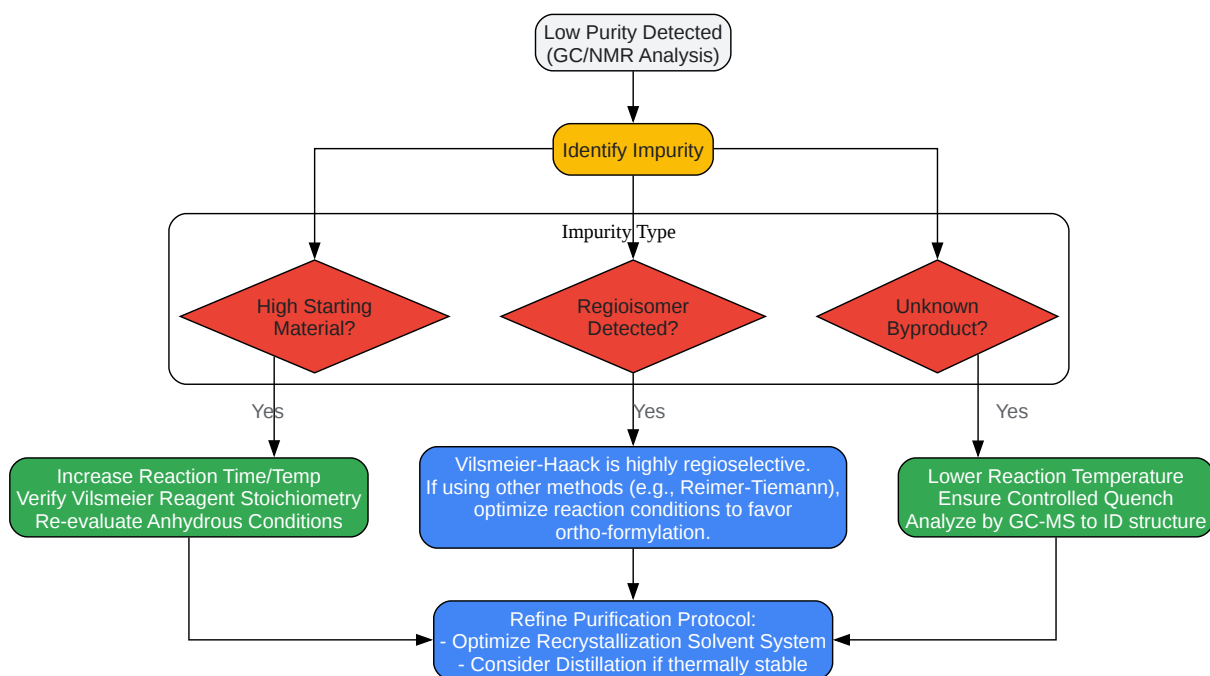 Low Purity Detected
(GC/NMR Analysis)
Identify Impurity
Impurity Type
High Starting
Material?
Regioisomer
Detected?
Unknown
Byproduct?
Yes
Yes
Yes
Increase Reaction Time/Temp
Verify Vilsmeier Reagent Stoichiometry
Re-evaluate Anhydrous Conditions
Vilsmeier-Haack is highly regioselective.
If using other methods (e.g., Reimer-Tiemann),
optimize reaction conditions to favor
ortho-formylation.
Lower Reaction Temperature
Ensure Controlled Quench
Analyze by GC-MS to ID structure
Refine Purification Protocol:
- Optimize Recrystallization Solvent System
- Consider Distillation if thermally stable